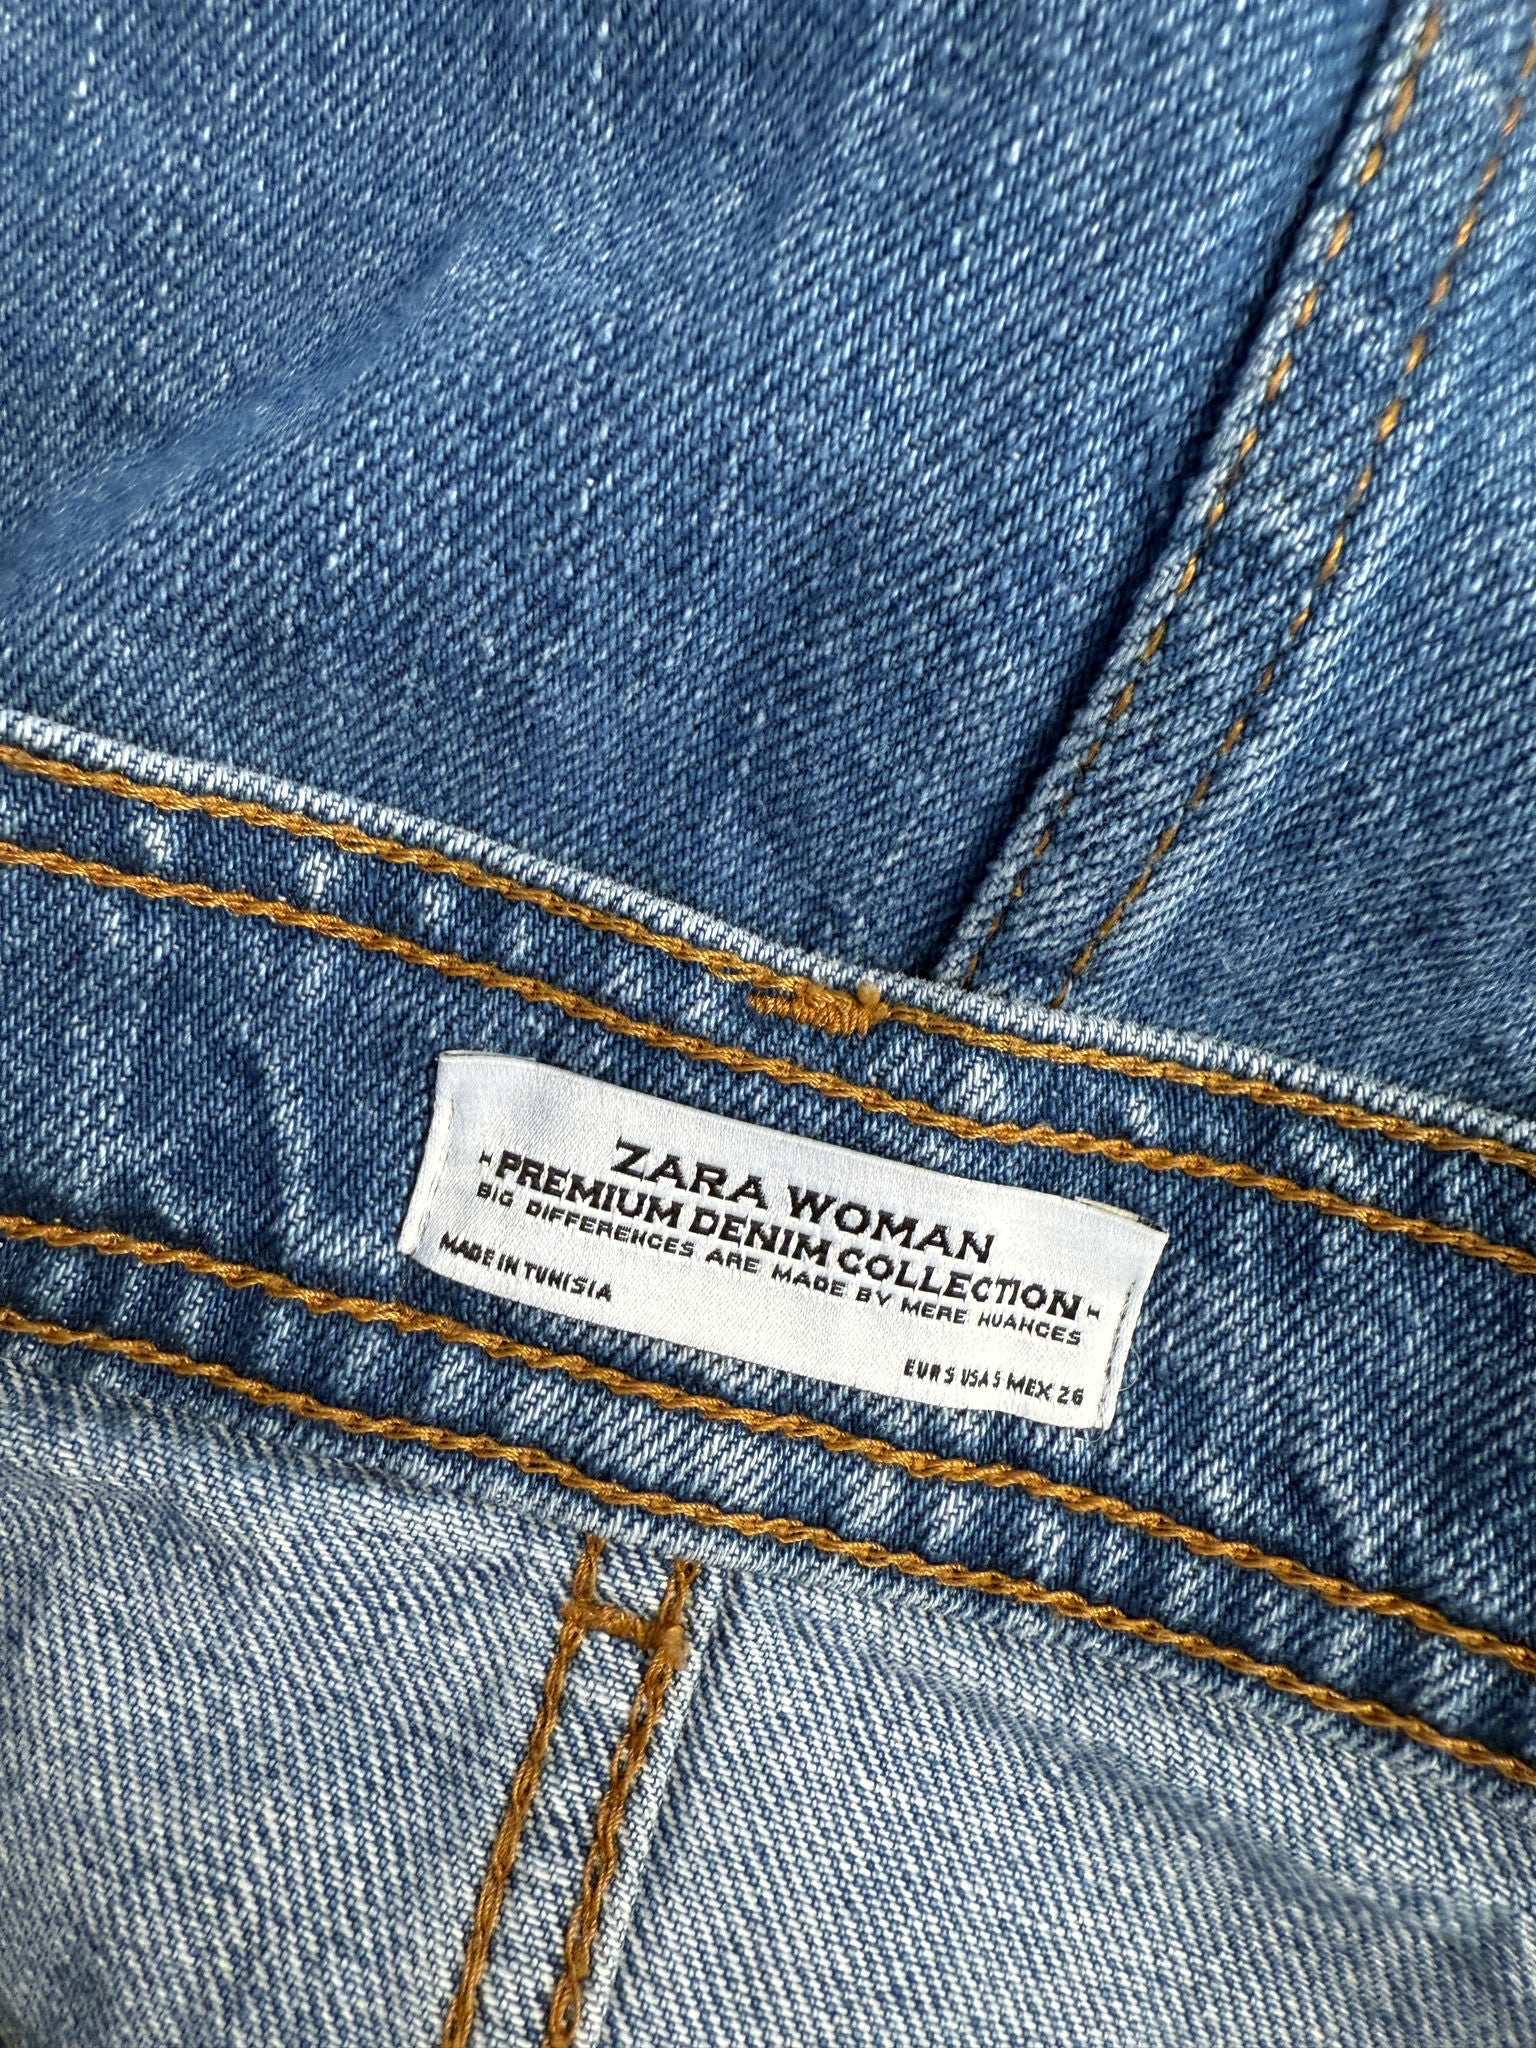 ZARA WOMAN
-PREMIUM DENIM COLLECTION-
BIG DIFFERENCES ARE MADE BY MERE NUANCES
MADE IN TUNISIA
EUR S USA S MEX 26